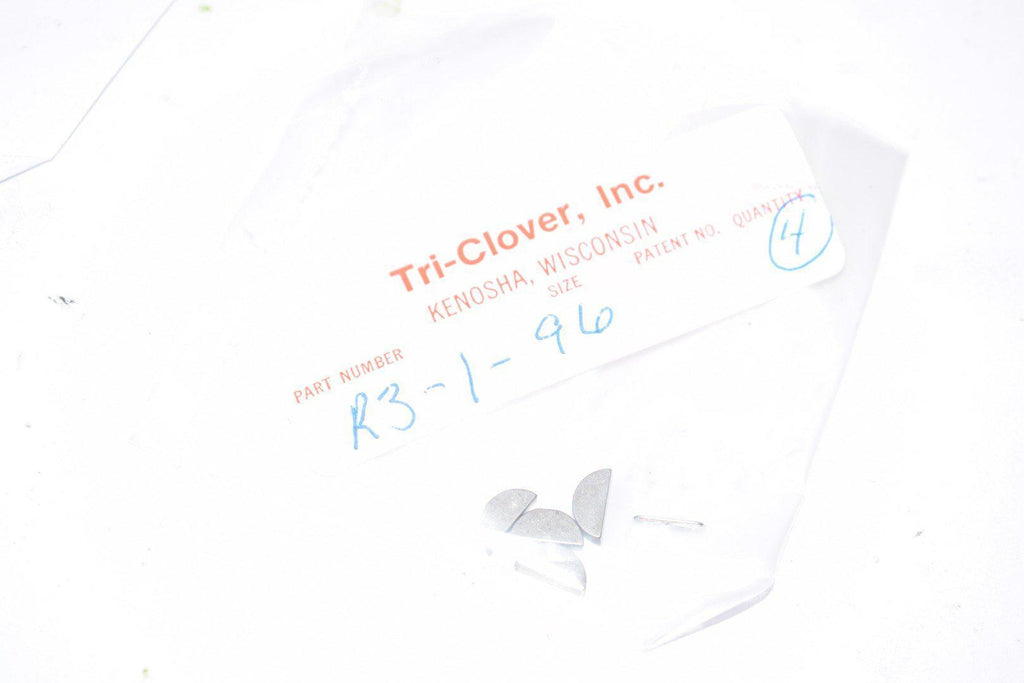 Tri-Clover, Inc.
KENOSHA, WISCONSIN
PART NUMBER SIZE PATENT NO. QUANTITY
R3-1-96 4